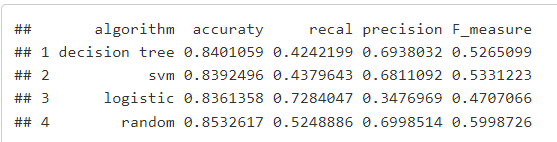 ##       algorithm  accuraty     recal precision F_measure
## 1 decision tree 0.8401059 0.4242199 0.6938032 0.5265099
## 2           svm 0.8392496 0.4379643 0.6811092 0.5331223
## 3      logistic 0.8361358 0.7284047 0.3476969 0.4707066
## 4        random 0.8532617 0.5248886 0.6998514 0.5998726